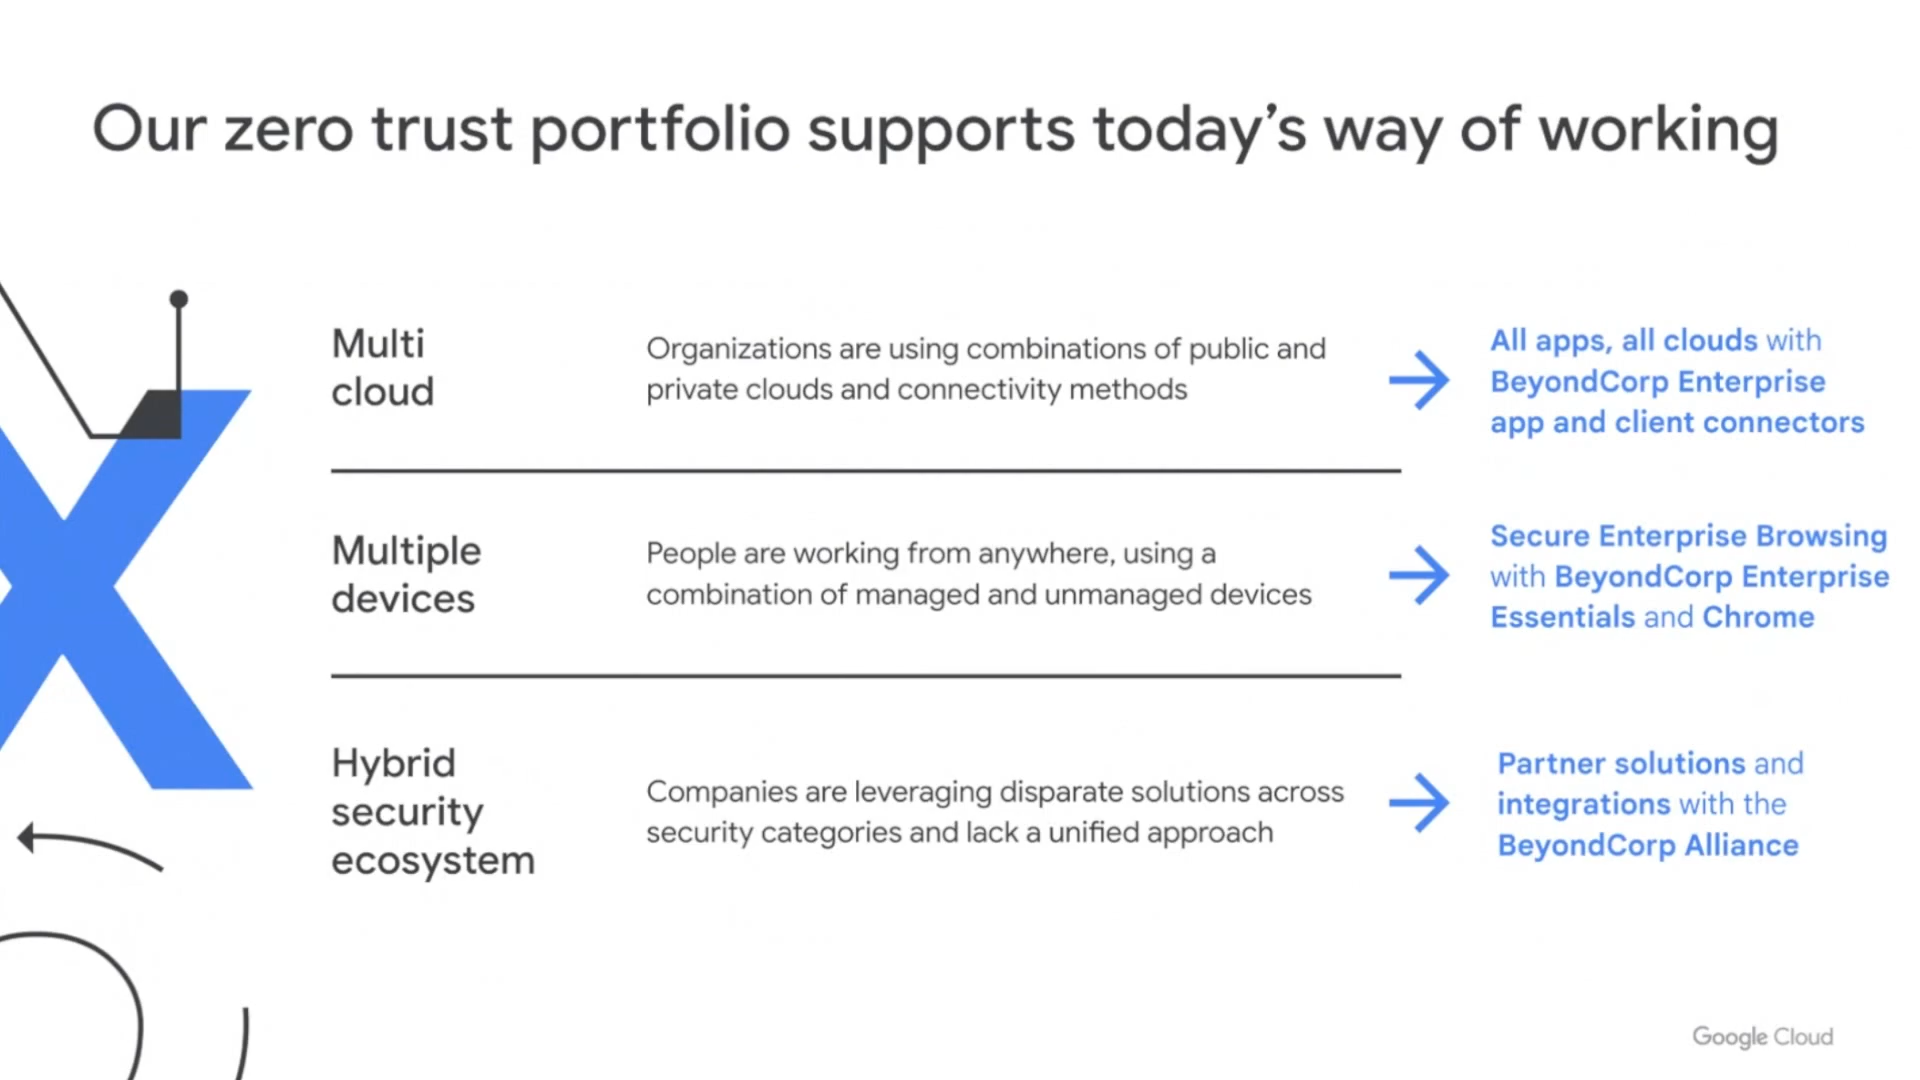 Our zero trust portfolio supports today’s way of working
Multi
cloud
Organizations are using combinations of public and
private clouds and connectivity methods
All apps, all clouds with
BeyondCorp Enterprise
app and client connectors
Multiple
devices
People are working from anywhere, using a
combination of managed and unmanaged devices
Secure Enterprise Browsing
with BeyondCorp Enterprise
Essentials and Chrome
Hybrid
security
ecosystem
Companies are leveraging disparate solutions across
security categories and lack a unified approach
Partner solutions and
integrations with the
BeyondCorp Alliance
Google Cloud